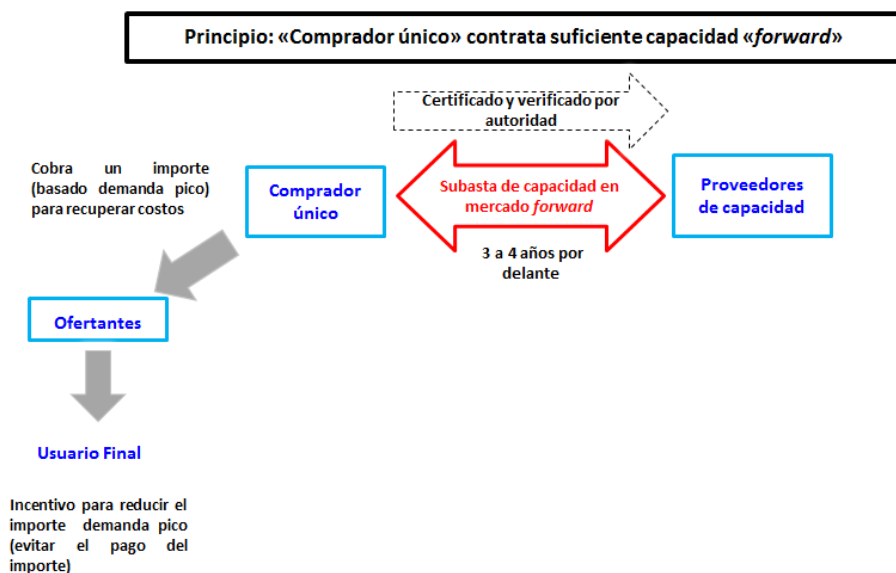 Principio: «Comprador único» contrata suficiente capacidad «forward»
Certificado y verificado por
autoridad
Cobra un importe
(basado demanda pico)
para recuperar costos
Comprador
único
Subasta de capacidad en
mercado forward
Proveedores
de capacidad
3 a 4 años por
delante
Ofertantes
Usuario Final
Incentivo para reducir el
importe demanda pico
(evitar el pago del
importe)